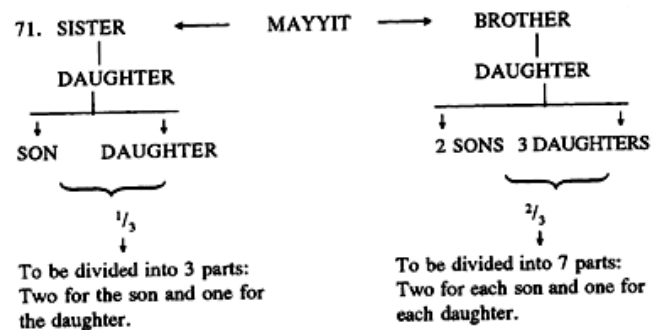 71. SISTER MAYYIT BROTHER
DAUGHTER DAUGHTER
SON DAUGHTER 2 SONS 3 DAUGHTERS
1/3 2/3
To be divided into 3 parts:
Two for the son and one for
the daughter.
To be divided into 7 parts:
Two for each son and one for
each daughter.